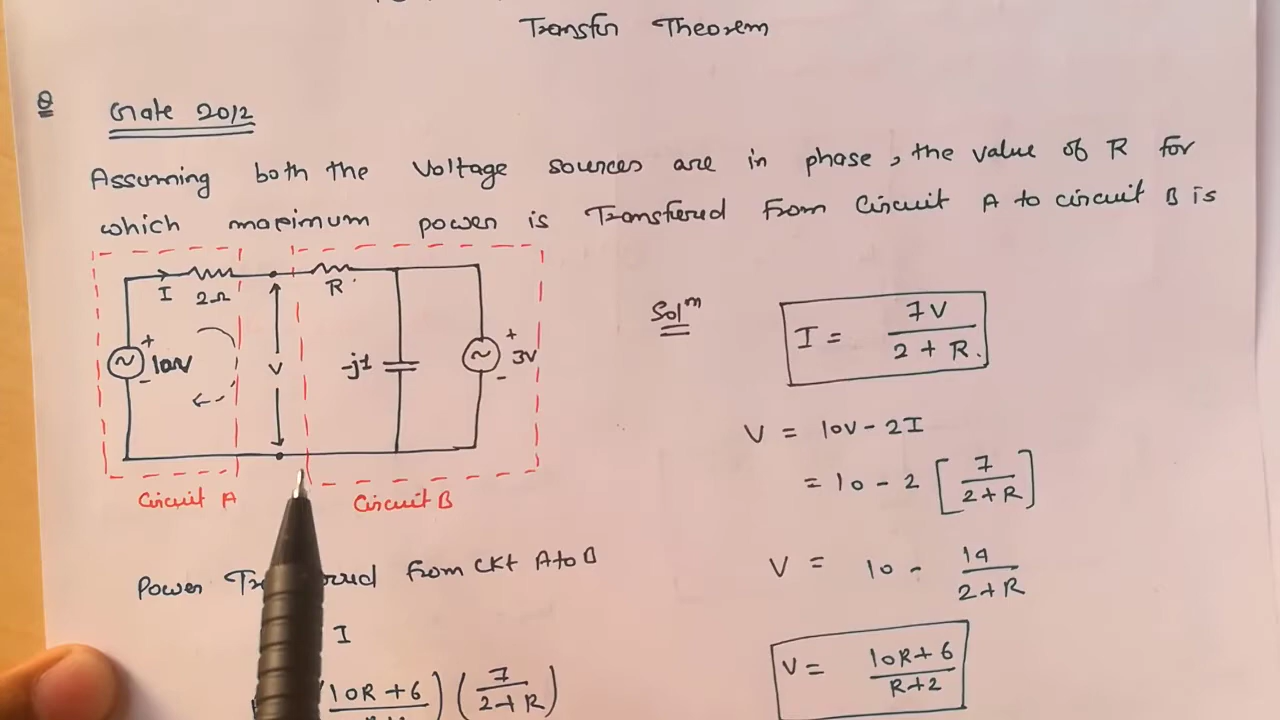 Transfer Theorem
Q Gate 2012
Assuming both the Voltage sources are in phase, the value of R for
which maximum power is Transfered From Circuit A to circuit B is
I 2Ω R
+ 10V - V -j1 + 3V -
Circuit A Circuit B
Power From CKt A to B
I
10R + 6 ) ( 7 / 2+R )
Solⁿ I = 7V / 2 + R.
V = 10V - 2I
= 10 - 2 [ 7 / 2+R ]
V = 10 - 14 / 2+R
V = 10R + 6 / R+2